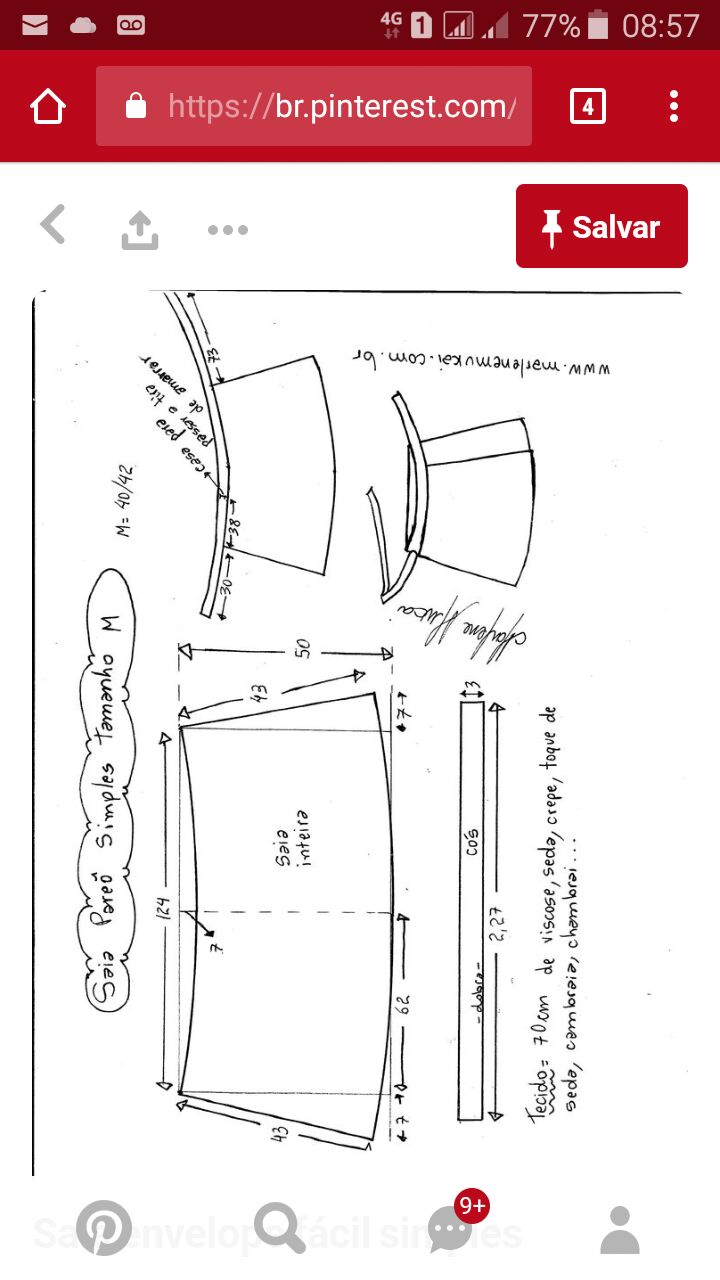 4G
1
77%
08:57
https://br.pinterest.com/
4
Salvar
Saia Pareô Simples Tamanho M
M= 40/42
73
casa para
passar a tira
de amarrar
38
30
www.marlenemukai.com.br
Marlene Mukai
124
50
43
43
7
Saia
inteira
62
7
7
3
cós
-dobra-
2,27
Tecido= 70cm de viscose, seda, crepe, toque de
seda, cambraia, chambrai...
9+
fácil simples